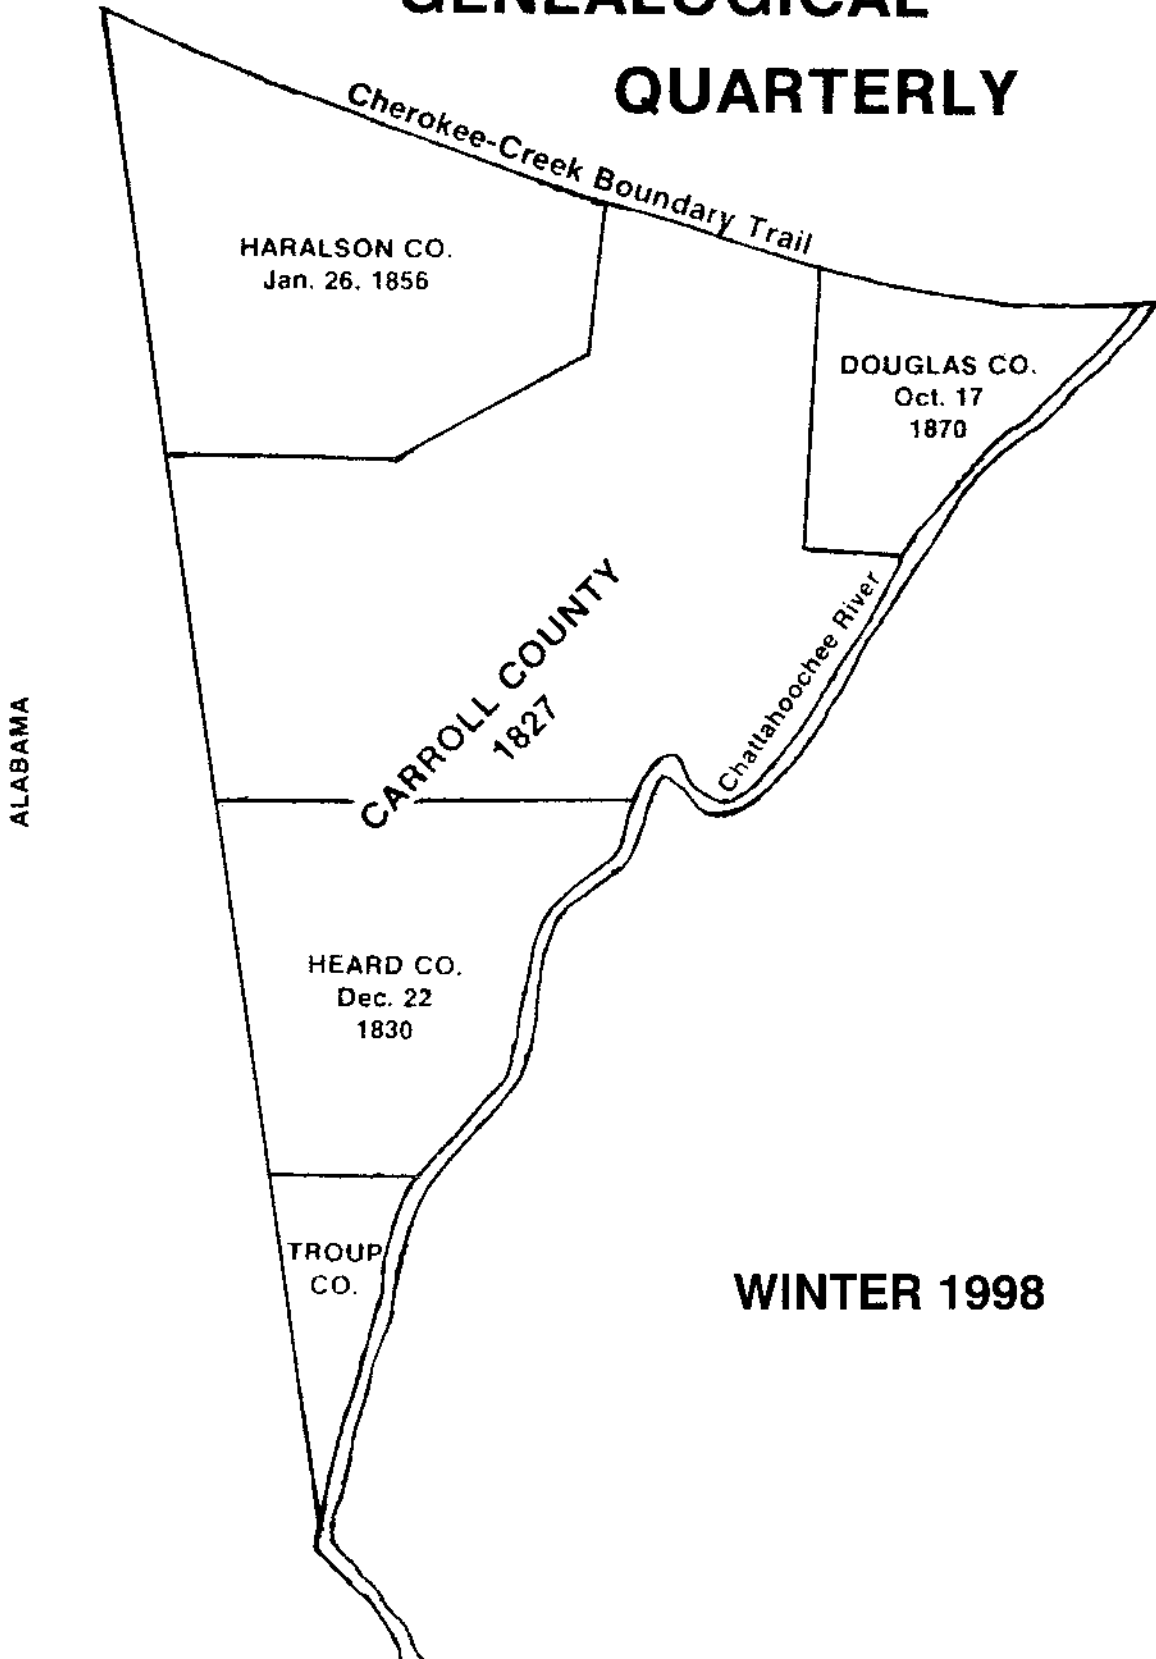 GENEALOGICAL
QUARTERLY
Cherokee-Creek Boundary Trail
HARALSON CO.
Jan. 26, 1856
DOUGLAS CO.
Oct. 17
1870
CARROLL COUNTY
1827
Chattahoochee River
ALABAMA
HEARD CO.
Dec. 22
1830
TROUP
CO.
WINTER 1998